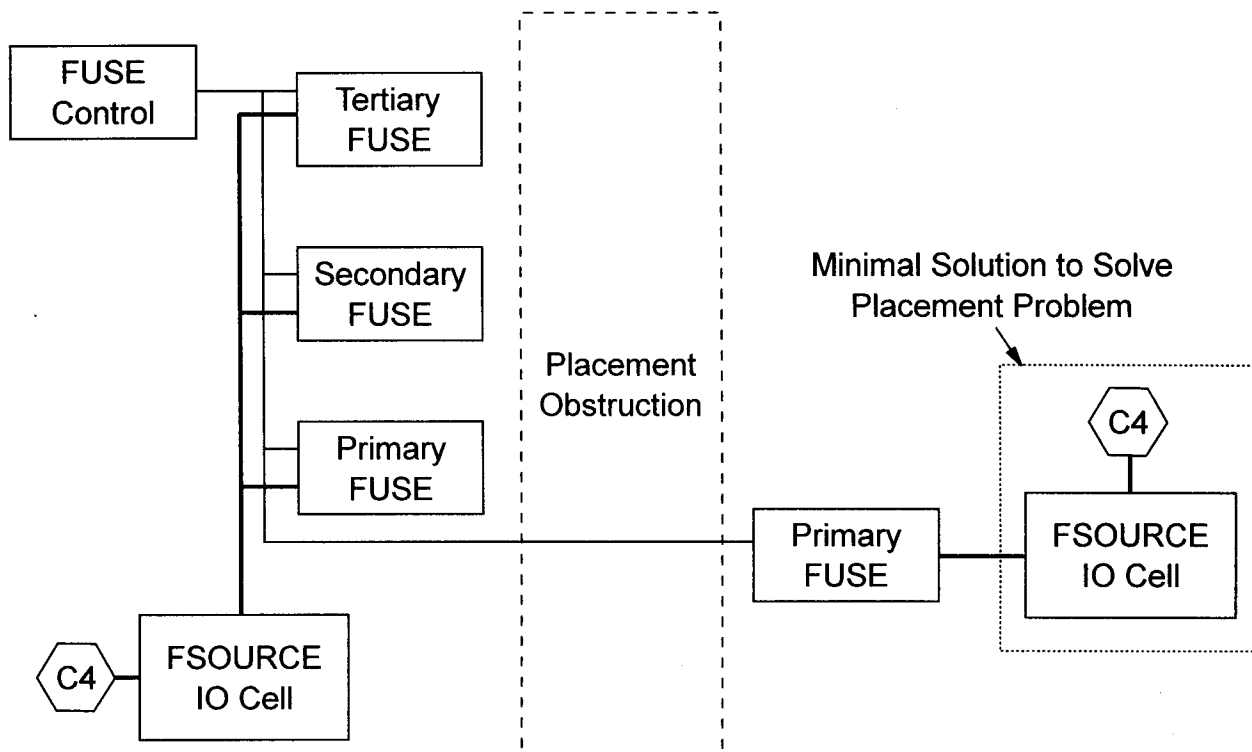 FUSE
Control
Tertiary
FUSE
Secondary
FUSE
Primary
FUSE
FSOURCE
IO Cell
C4
Placement
Obstruction
Primary
FUSE
Minimal Solution to Solve
Placement Problem
C4
FSOURCE
IO Cell